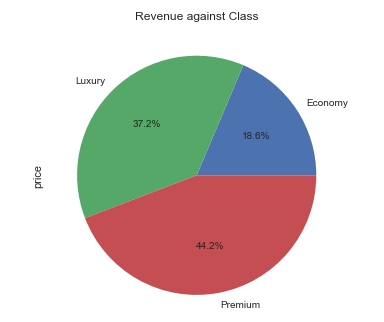 Revenue against Class
Luxury
Economy
37.2%
18.6%
price
44.2%
Premium